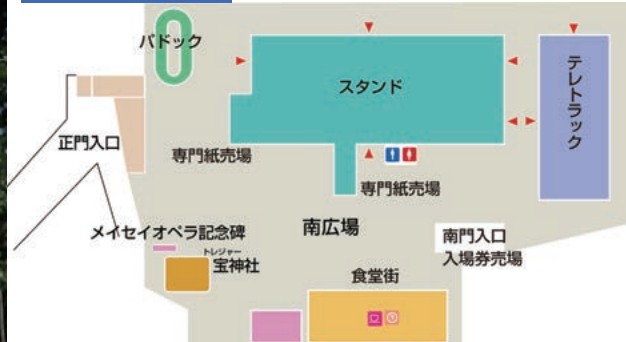 パドック
スタンド
テレトラック
正門入口
専門紙売場
専門紙売場
メイセイオペラ記念碑
南広場
南門入口
入場券売場
トレジャー
宝神社
食堂街